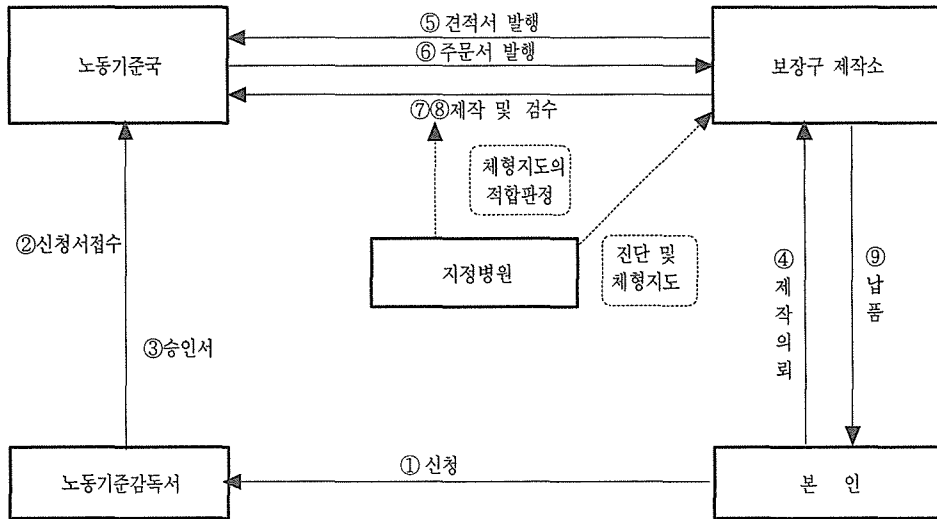 ⑤ 견적서 발행
⑥ 주문서 발행
노동기준국
보장구 제작소
⑦⑧제작 및 검수
체형지도의
적합판정
②신청서접수
지정병원
진단 및
체형지도
④제작의뢰
⑨납품
③승인서
① 신청
노동기준감독서
본 인